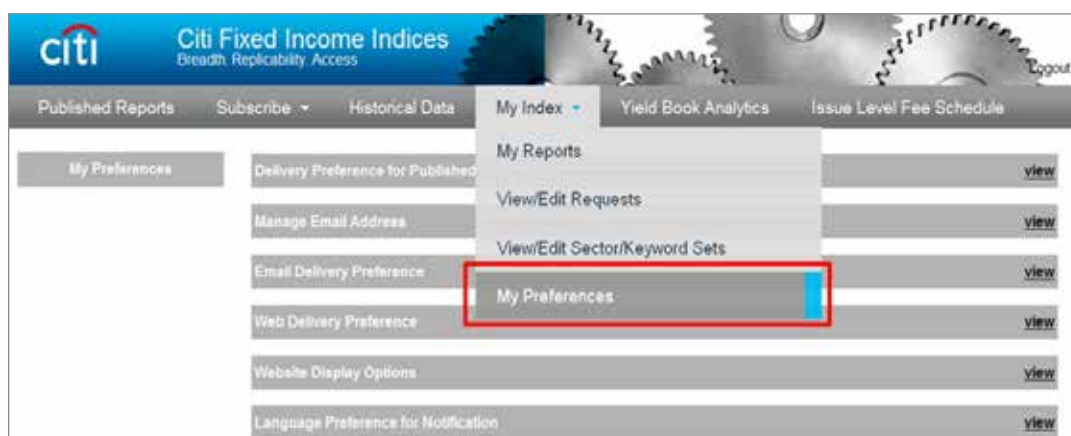 citi
Citi Fixed Income Indices
Breadth. Replicability. Access
Logout
Published Reports Subscribe Historical Data My Index Yield Book Analytics Issue Level Fee Schedule
My Reports
View/Edit Requests
View/Edit Sector/Keyword Sets
My Preferences
My Preferences
Delivery Preference for Published view
Manage Email Address view
Email Delivery Preference view
Web Delivery Preference view
Website Display Options view
Language Preference for Notification view